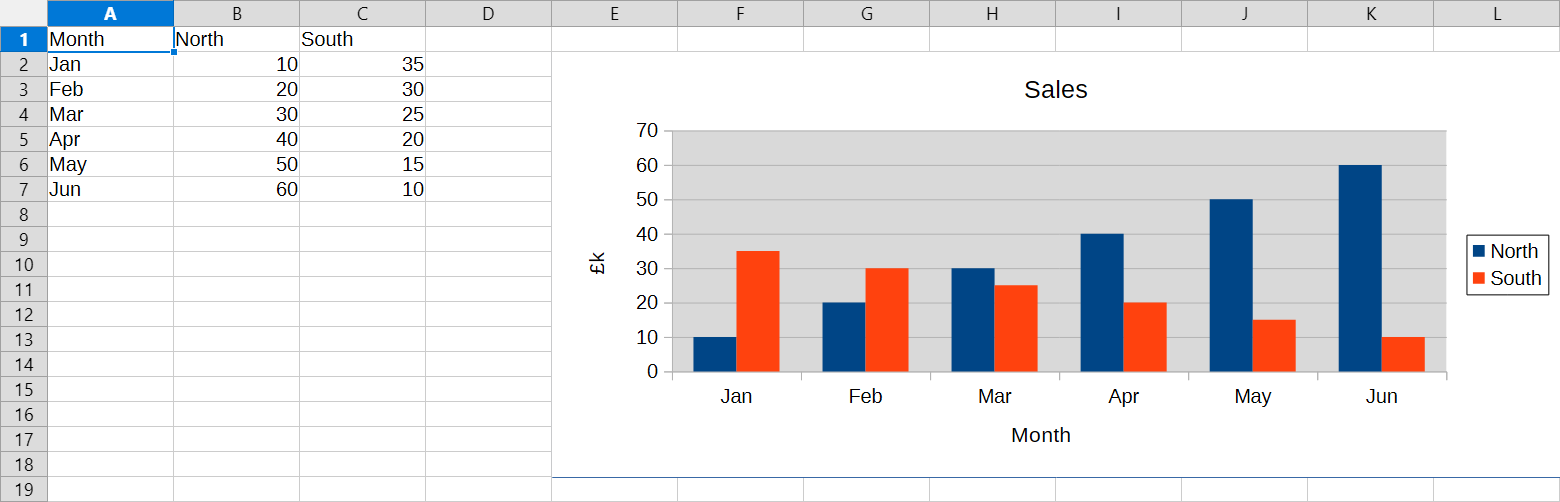 A B C D E F G H I J K L
1 Month North South
2 Jan 10 35
3 Feb 20 30
4 Mar 30 25
5 Apr 40 20
6 May 50 15
7 Jun 60 10
8
9
10
11
12
13
14
15
16
17
18
19
Sales
70
60
50
40
30
20
10
0
£k
Jan Feb Mar Apr May Jun
Month
North
South